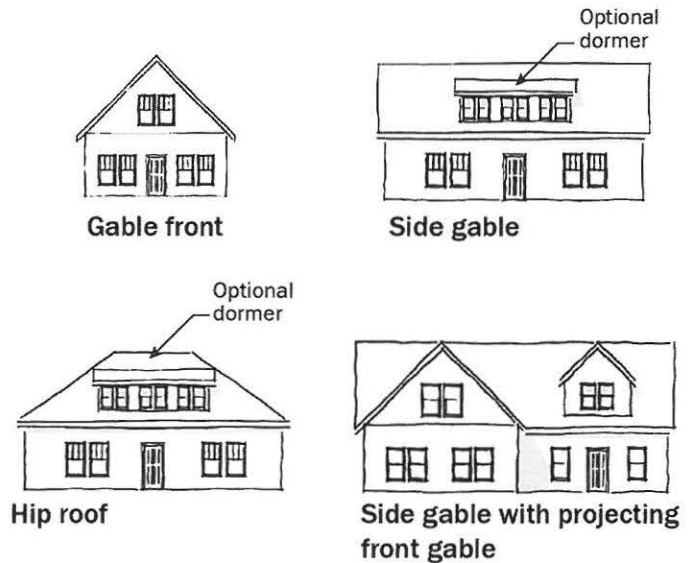 Optional
dormer
Gable front
Side gable
Optional
dormer
Hip roof
Side gable with projecting
front gable